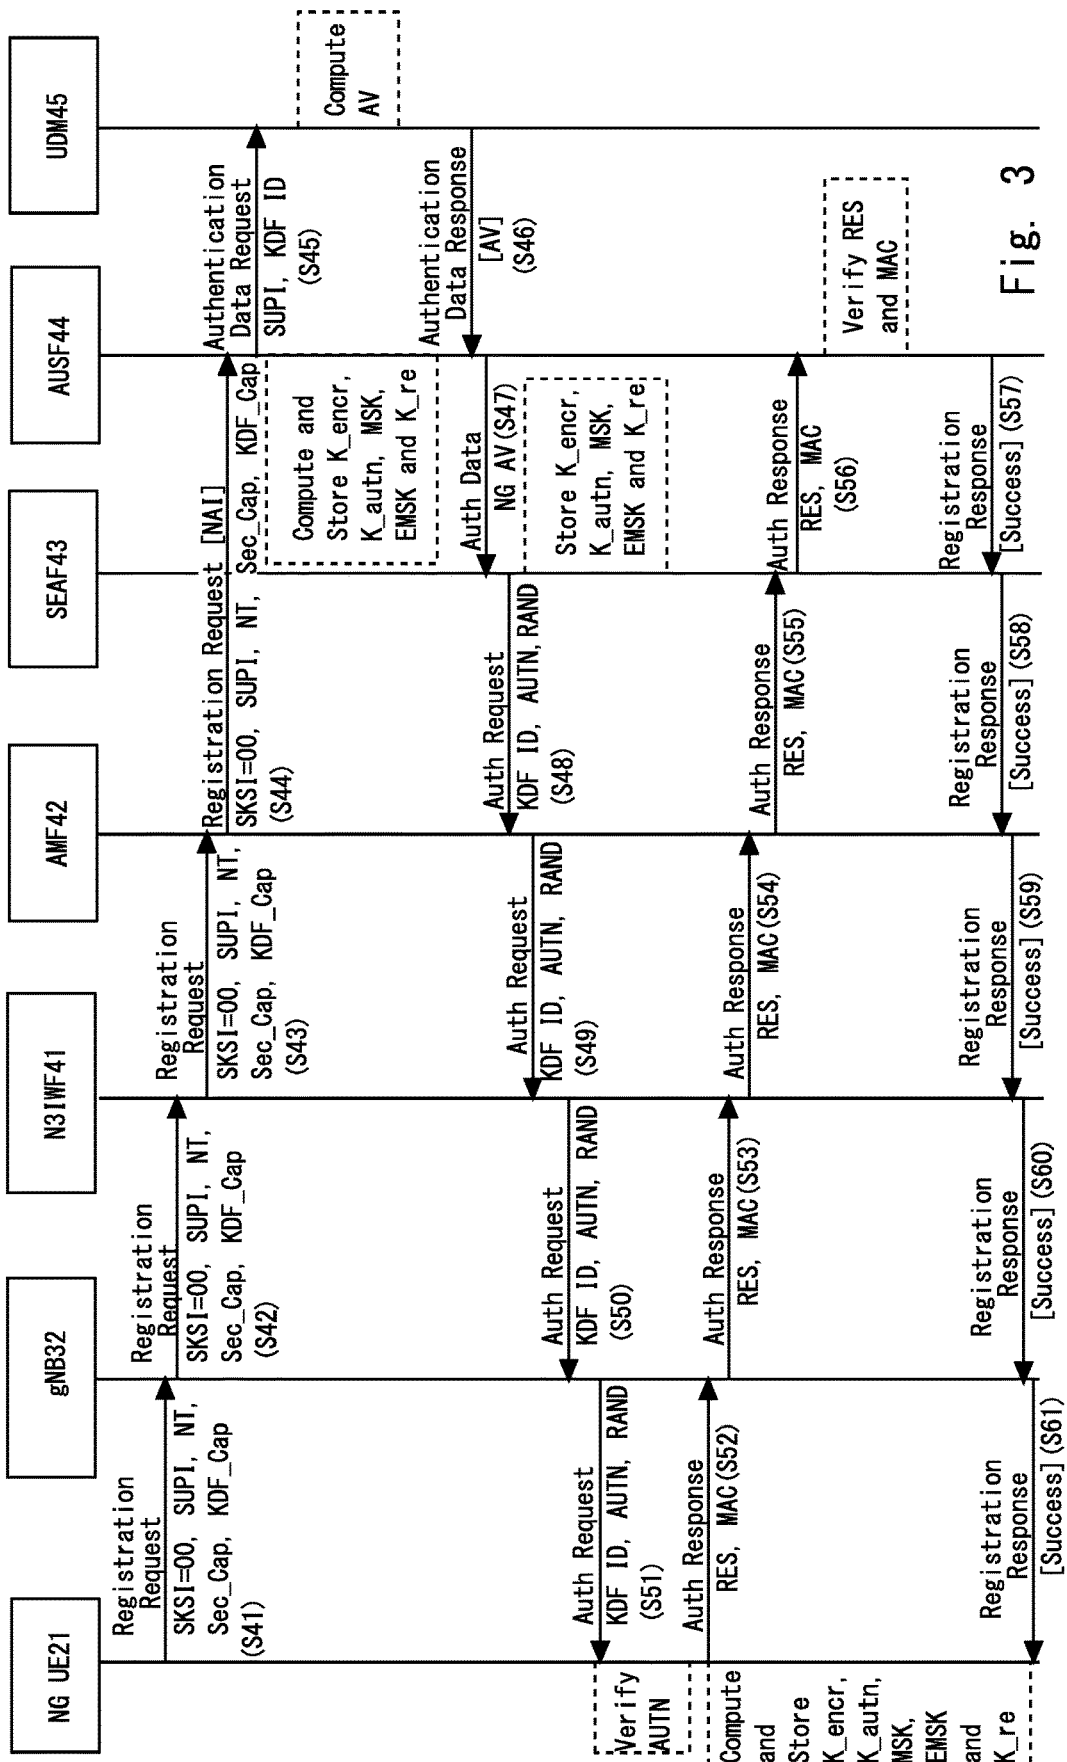 NG UE21
gNB32
N3IWF41
AMF42
SEAF43
AUSF44
UDM45
Registration
Request
SKSI=00, SUPI, NT,
Sec_Cap, KDF_Cap
(S41)
Registration
Request
SKSI=00, SUPI, NT,
Sec_Cap, KDF_Cap
(S42)
Registration
Request
SKSI=00, SUPI, NT,
Sec_Cap, KDF_Cap
(S43)
Registration Request [NAI]
SKSI=00, SUPI, NT, Sec_Cap, KDF_Cap
(S44)
Authentication
Data Request
SUPI, KDF ID
(S45)
Compute and
Store K_encr,
K_autn, MSK,
EMSK and K_re
Compute
AV
Authentication
Data Response
[AV]
(S46)
Auth Data
NG AV(S47)
Store K_encr,
K_autn, MSK,
EMSK and K_re
Auth Request
KDF ID, AUTN,RAND
(S48)
Auth Request
KDF ID, AUTN, RAND
(S49)
Auth Request
KDF ID, AUTN, RAND
(S50)
Auth Request
KDF ID, AUTN, RAND
(S51)
Verify
AUTN
Compute
and
Store
K_encr,
K_autn,
MSK,
EMSK
and
K_re
Auth Response
RES, MAC(S52)
Auth Response
RES, MAC(S53)
Auth Response
RES, MAC(S54)
Auth Response
RES, MAC(S55)
Auth Response
RES, MAC
(S56)
Verify RES
and MAC
Registration
Response
[Success](S57)
Registration
Response
[Success](S58)
Registration
Response
[Success](S59)
Registration
Response
[Success](S60)
Registration
Response
[Success](S61)
Fig. 3